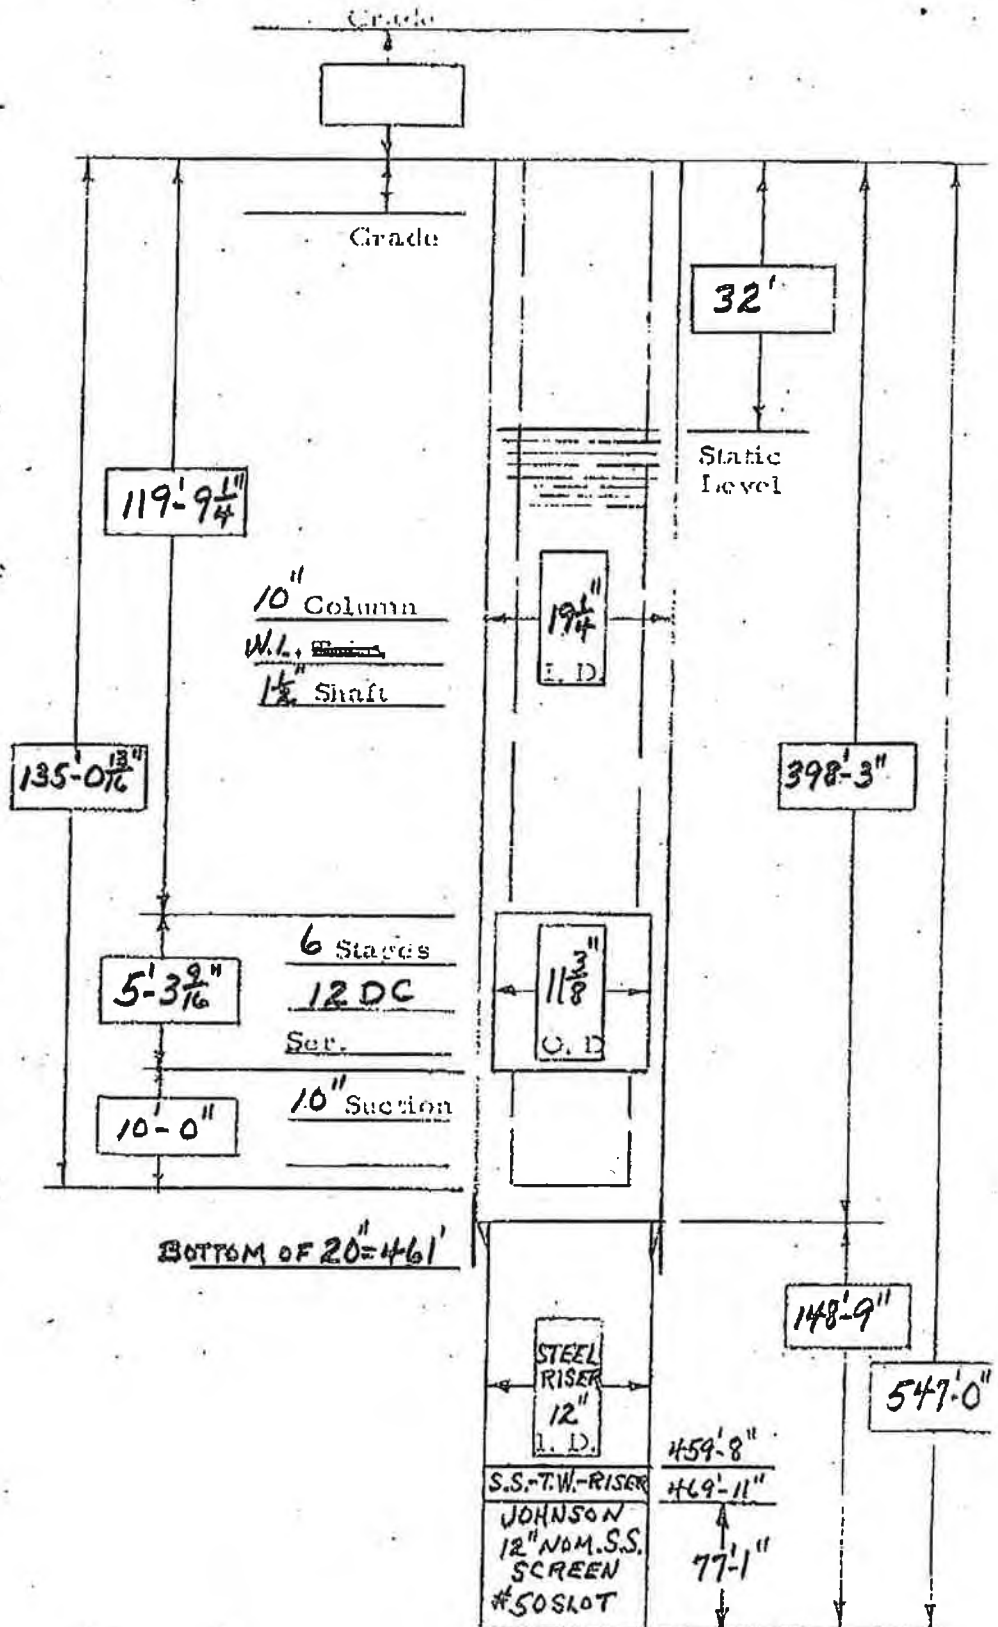 Grade
Grade
32'
Static
Level
119'-9 1/4"
10" Column
W.L.
1 1/2" Shaft
19 1/4"
I. D.
135'-0 13/16"
398'-3"
6 Stages
12 DC
Ser.
5'-3 9/16"
11 3/8"
O. D
10" Suction
10'-0"
BOTTOM OF 20"=461'
148'-9"
STEEL
RISER
12"
I. D.
547'-0"
459'-8"
S.S.-T.W.-RISER
469'-11"
JOHNSON
12" NOM. S.S.
SCREEN
#50 SLOT
77'-1"